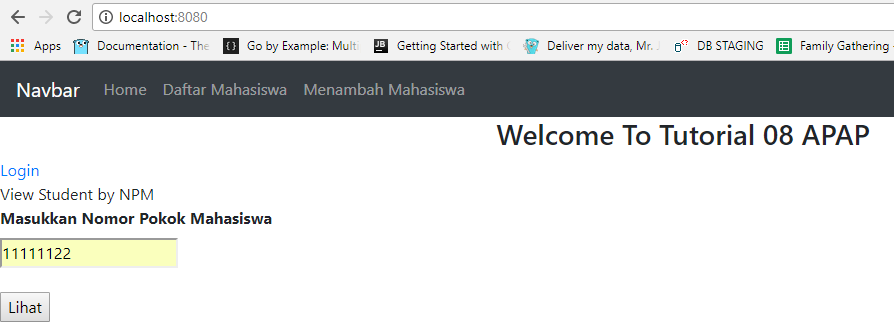 localhost:8080
Apps Documentation - The Go by Example: Multi Getting Started with Deliver my data, Mr. J DB STAGING Family Gathering -
Navbar Home Daftar Mahasiswa Menambah Mahasiswa
Welcome To Tutorial 08 APAP
Login
View Student by NPM
Masukkan Nomor Pokok Mahasiswa
11111122
Lihat